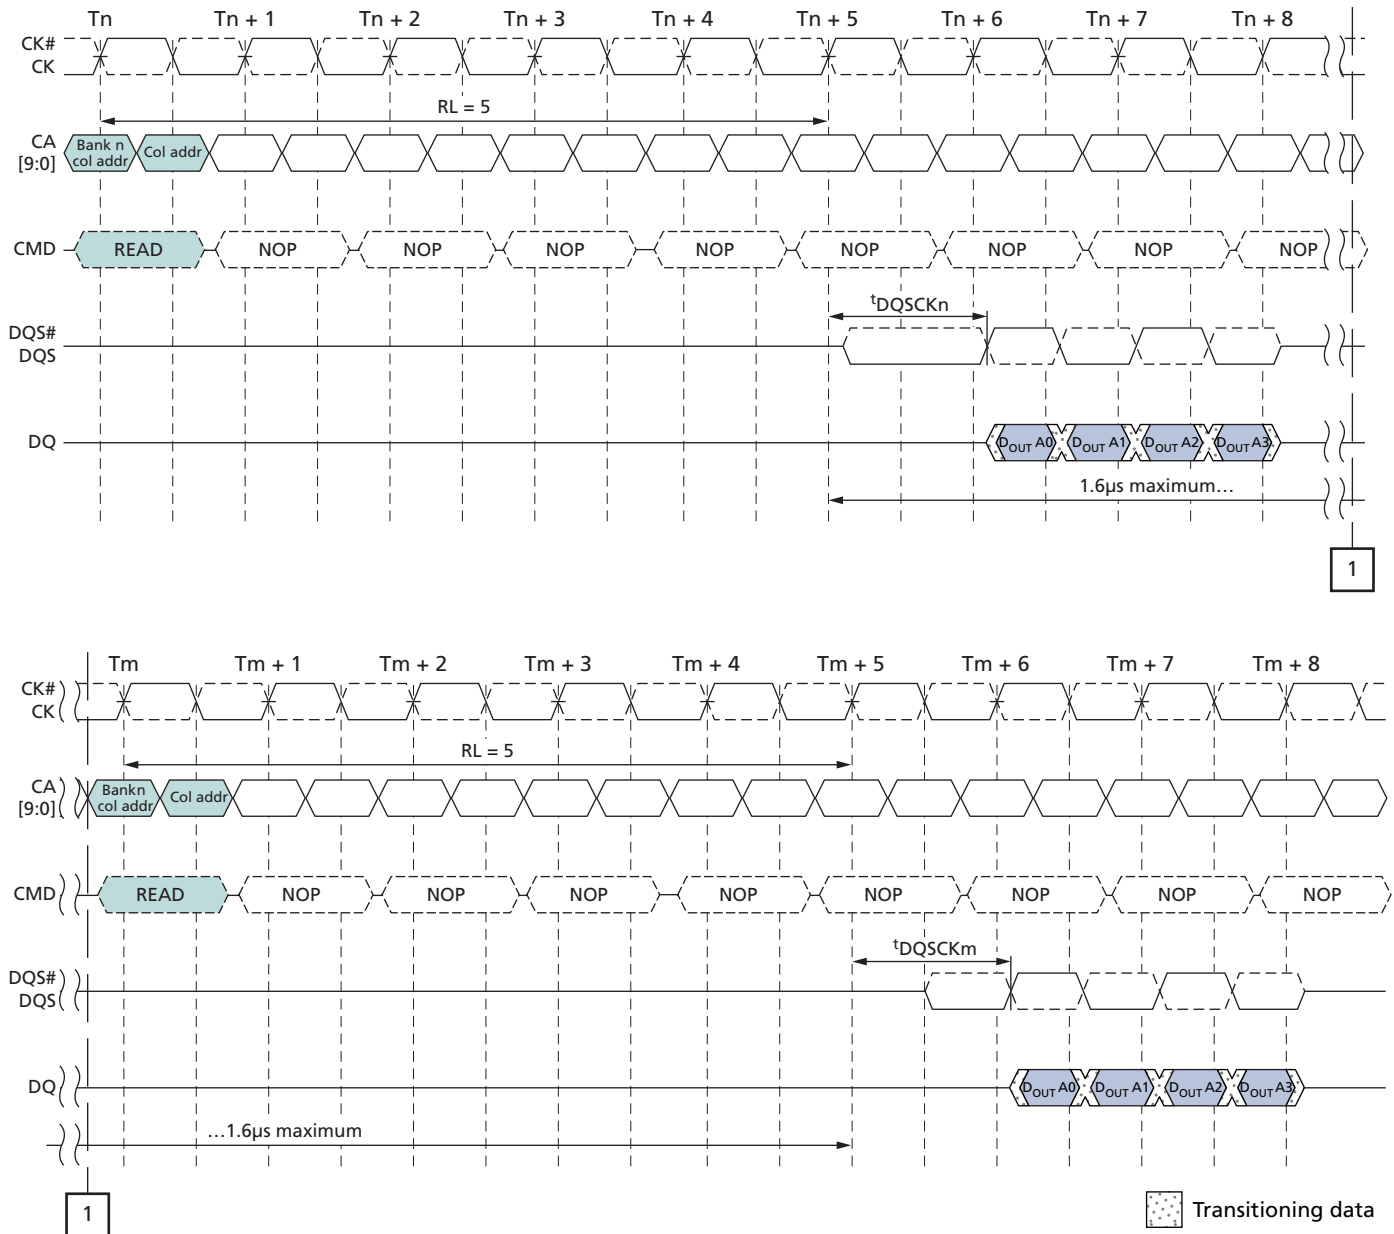 Tn Tn + 1 Tn + 2 Tn + 3 Tn + 4 Tn + 5 Tn + 6 Tn + 7 Tn + 8
CK#
CK
RL = 5
CA
[9:0]
Bank n
col addr
Col addr
CMD READ NOP NOP NOP NOP NOP NOP NOP NOP
tDQSCKn
DQS#
DQS
DQ DOUT A0 DOUT A1 DOUT A2 DOUT A3
1.6µs maximum…
1
Tm Tm + 1 Tm + 2 Tm + 3 Tm + 4 Tm + 5 Tm + 6 Tm + 7 Tm + 8
CK#
CK
RL = 5
CA
[9:0]
Bankn
col addr
Col addr
CMD READ NOP NOP NOP NOP NOP NOP NOP NOP
tDQSCKm
DQS#
DQS
DQ DOUT A0 DOUT A1 DOUT A2 DOUT A3
…1.6µs maximum
1
Transitioning data